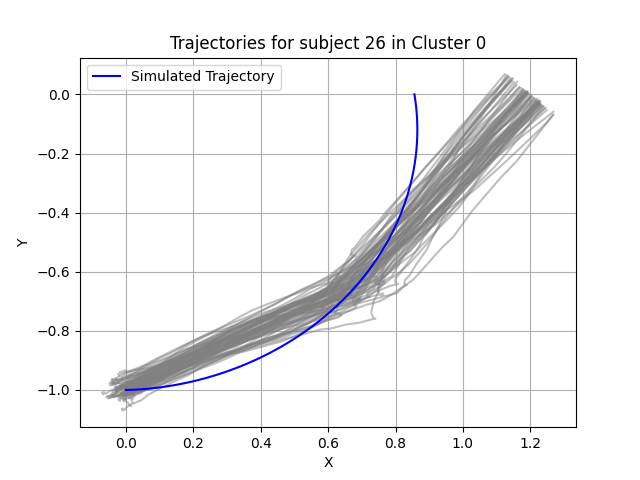 Trajectories for subject 26 in Cluster 0
Simulated Trajectory
0.0
−0.2
−0.4
−0.6
−0.8
−1.0
Y
0.0 0.2 0.4 0.6 0.8 1.0 1.2
X